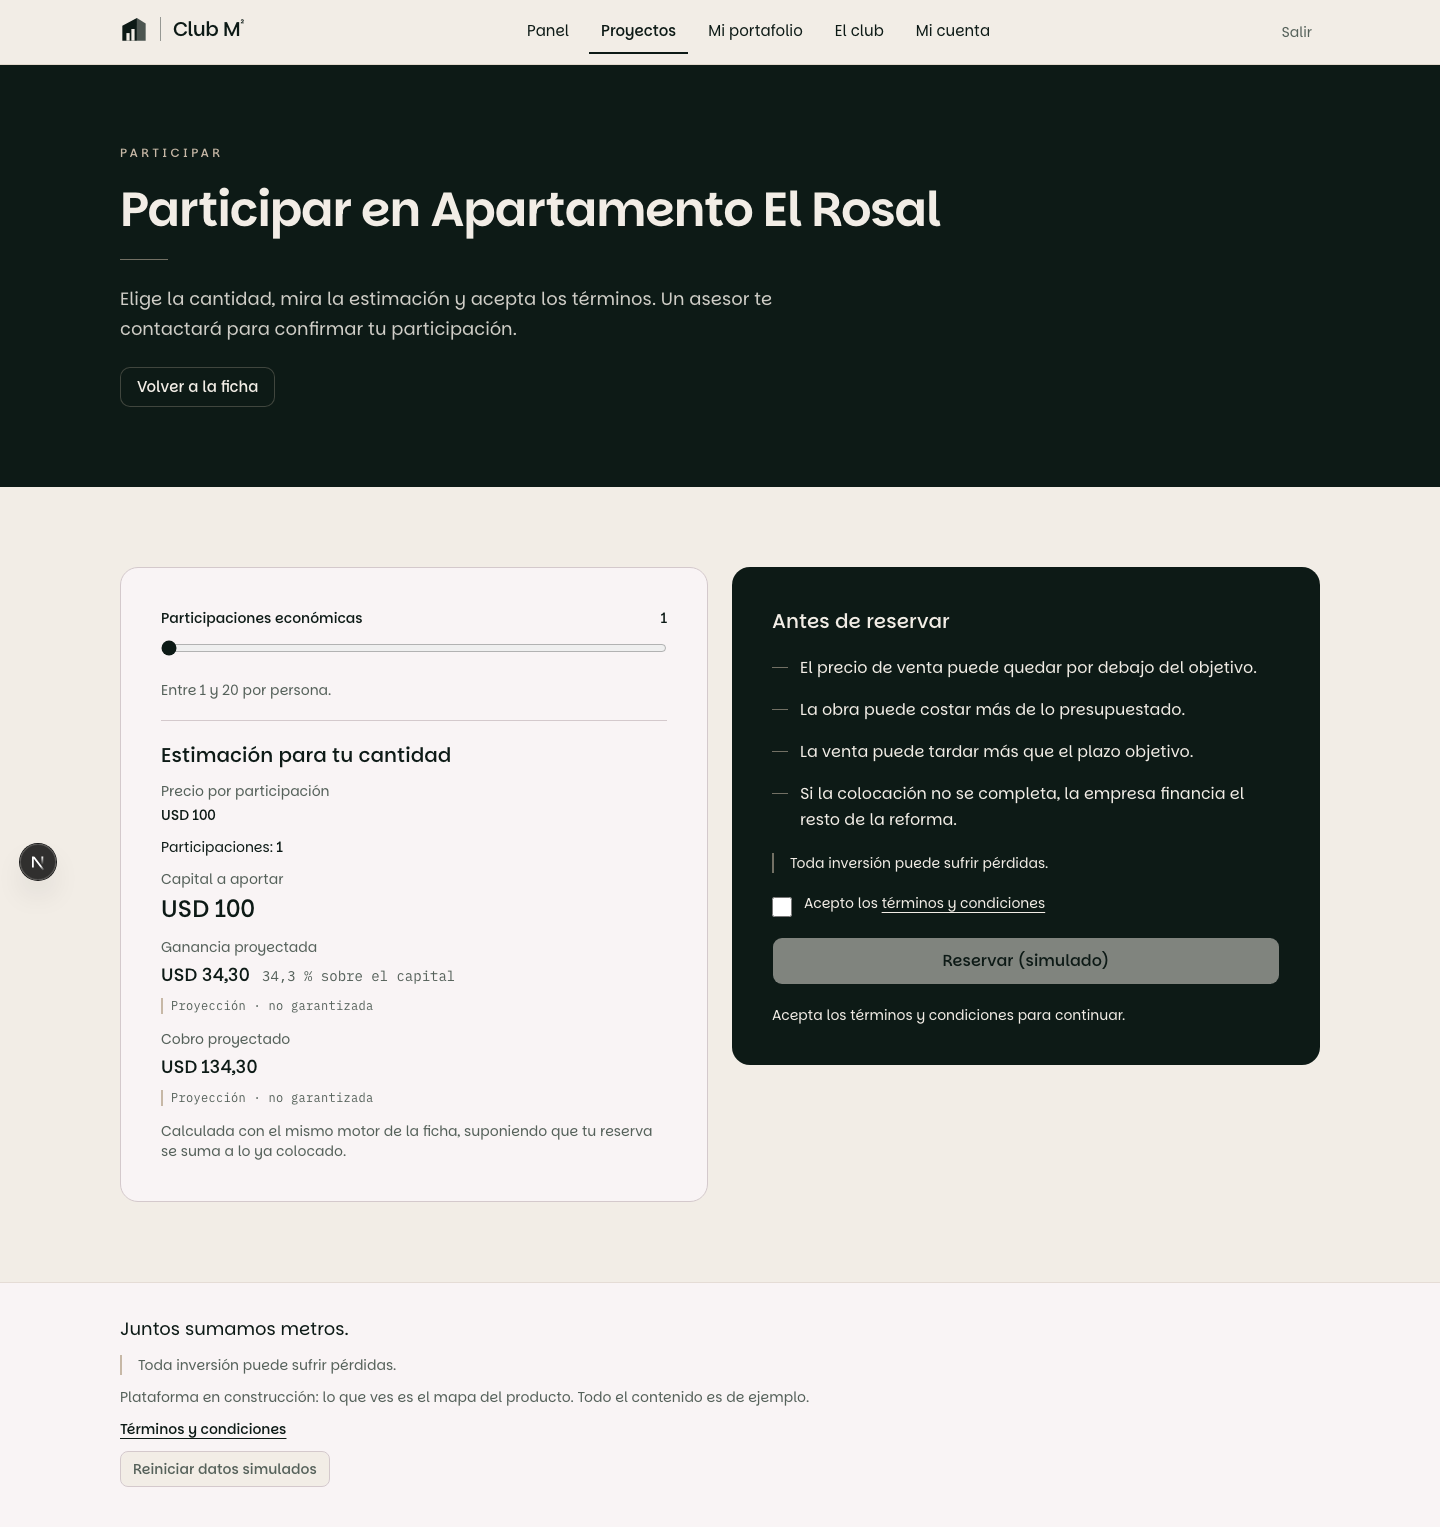 Club M²
Panel
Proyectos
Mi portafolio
El club
Mi cuenta
Salir
PARTICIPAR
Participar en Apartamento El Rosal
Elige la cantidad, mira la estimación y acepta los términos. Un asesor te
contactará para confirmar tu participación.
Volver a la ficha
Participaciones económicas 1
Entre 1 y 20 por persona.
Estimación para tu cantidad
Precio por participación
USD 100
Participaciones: 1
Capital a aportar
USD 100
Ganancia proyectada
USD 34,30 34,3 % sobre el capital
Proyección · no garantizada
Cobro proyectado
USD 134,30
Proyección · no garantizada
Calculada con el mismo motor de la ficha, suponiendo que tu reserva
se suma a lo ya colocado.
Antes de reservar
— El precio de venta puede quedar por debajo del objetivo.
— La obra puede costar más de lo presupuestado.
— La venta puede tardar más que el plazo objetivo.
— Si la colocación no se completa, la empresa financia el
resto de la reforma.
Toda inversión puede sufrir pérdidas.
Acepto los términos y condiciones
Reservar (simulado)
Acepta los términos y condiciones para continuar.
N
Juntos sumamos metros.
Toda inversión puede sufrir pérdidas.
Plataforma en construcción: lo que ves es el mapa del producto. Todo el contenido es de ejemplo.
Términos y condiciones
Reiniciar datos simulados